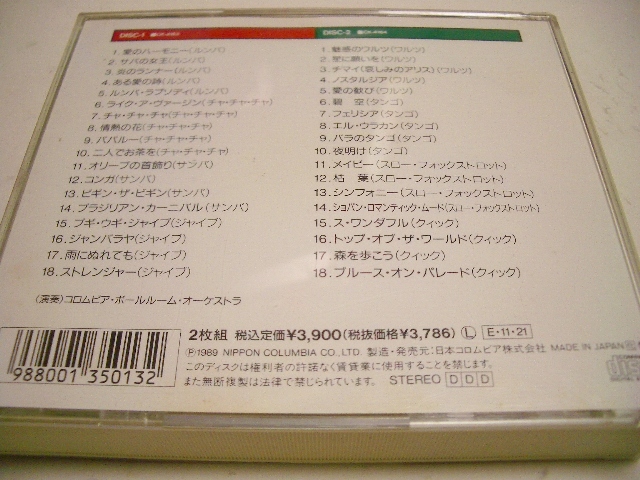 DISC-1
1. 愛のハーモニー(ルンバ)
2. サバの女王(ルンバ)
3. 炎のランナー(ルンバ)
4. ある愛の詩(ルンバ)
5. ルンバ・ラプソディ(ルンバ)
6. ライク・ア・ヴァージン(チャ・チャ・チャ)
7. チャ・チャ・チャ(チャ・チャ・チャ)
8. 情熱の花(チャ・チャ・チャ)
9. ババルー(チャ・チャ・チャ)
10. 二人でお茶を(チャ・チャ・チャ)
11. オリーブの首飾り(サンバ)
12. コンガ(サンバ)
13. ビギン・ザ・ビギン(サンバ)
14. ブラジリアン・カーニバル(サンバ)
15. ブギ・ウギ・ジャイブ(ジャイブ)
16. ジャンバラヤ(ジャイブ)
17. 雨にぬれても(ジャイブ)
18. ストレンジャー(ジャイブ)
DISC-2
1. 魅惑のワルツ(ワルツ)
2. 星に願いを(ワルツ)
3. チマイ(哀しみのアリス)(ワルツ)
4. ノスタルジア(ワルツ)
5. 愛の歓び(ワルツ)
6. 碧空(タンゴ)
7. フェリシア(タンゴ)
8. エル・ウラカン(タンゴ)
9. バラのタンゴ(タンゴ)
10. 夜明け(タンゴ)
11. メイビー(スロー・フォックストロット)
12. 枯葉(スロー・フォックストロット)
13. シンフォニー(スロー・フォックストロット)
14. ショパン・ロマンティック・ムード(スロー・フォックストロット)
15. ス・ワンダフル(クィック)
16. トップ・オブ・ザ・ワールド(クィック)
17. 森を歩こう(クィック)
18. ブルース・オン・パレード(クィック)
(演奏)コロムビア・ボールルーム・オーケストラ
2枚組 税込定価¥3,900(税抜価格¥3,786) Ⓛ E・11・21
Ⓟ1989 NIPPON COLUMBIA CO., LTD. 製造・発売元:日本コロムビア株式会社 MADE IN JAPAN
このディスクは権利者の許諾なく賃貸業に使用することを禁じます。
また無断複製は法律で禁じられています。 STEREO DDD
988001 350132